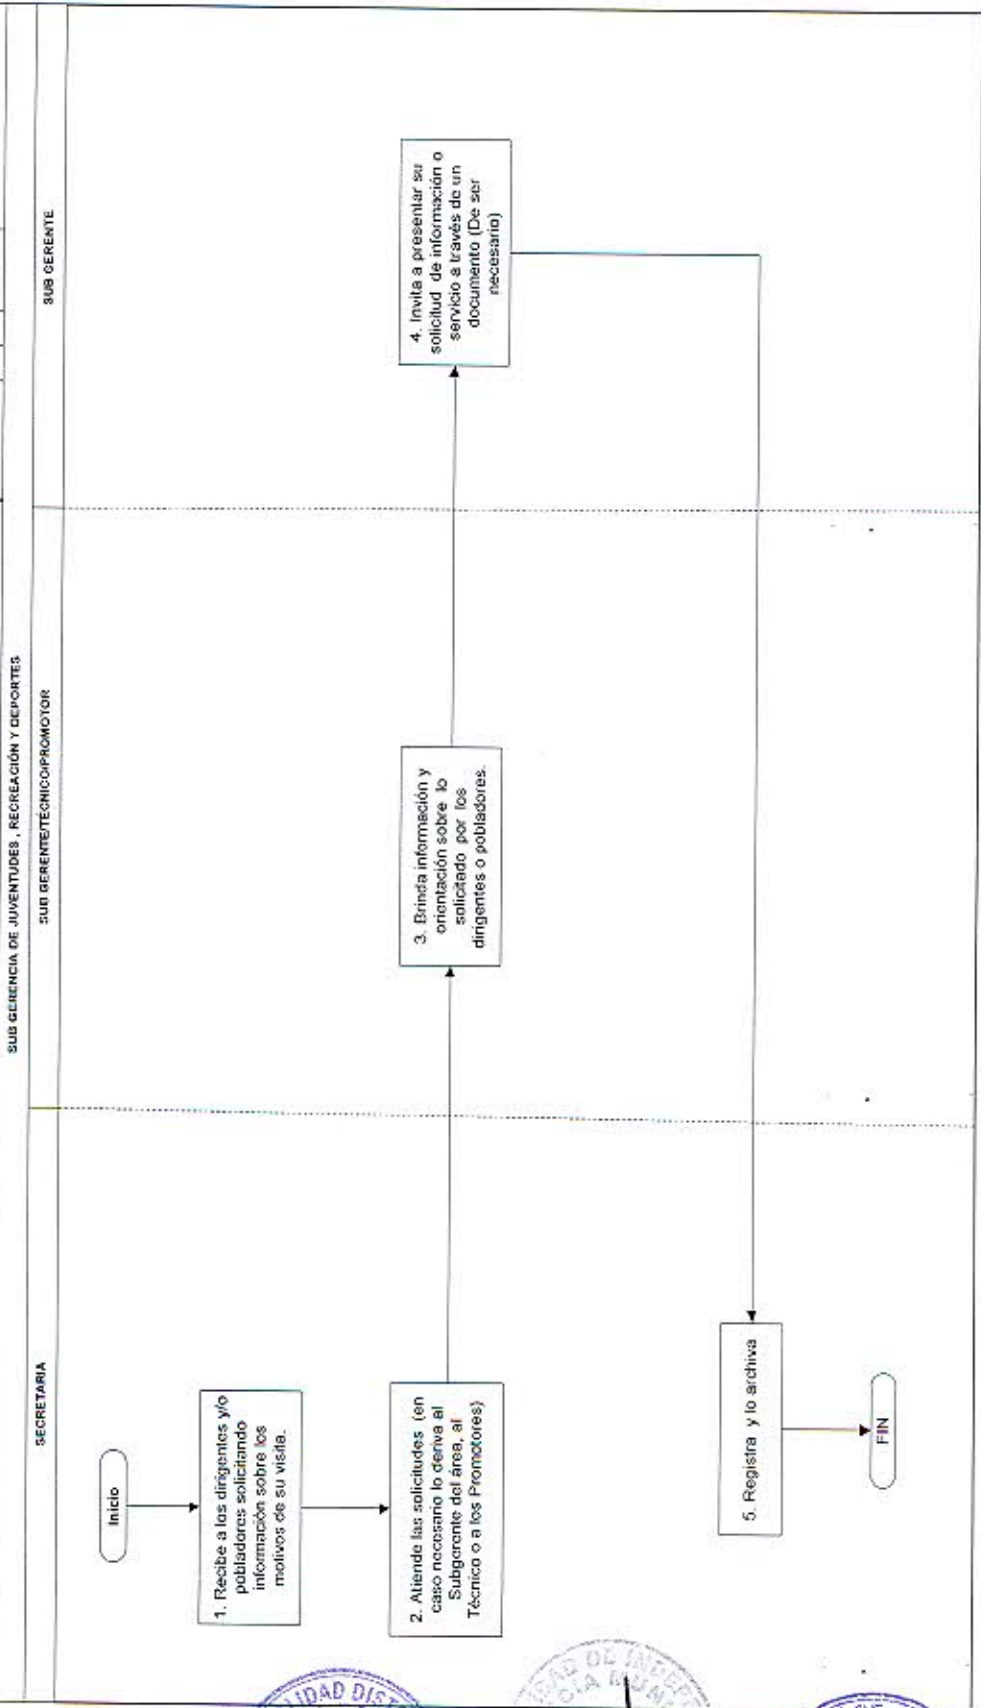 SUB GERENCIA DE JUVENTUDES , RECREACIÓN Y DEPORTES
SECRETARIA
SUB GERENTE/TÉCNICO/PROMOTOR
SUB GERENTE
Inicio
1. Recibe a los dirigentes y/o
pobladores solicitando
información sobre los
motivos de su visita.
2. Atiende las solicitudes (en
caso necesario lo deriva al
Subgerente del área, al
Técnico o a los Promotores)
3. Brinda información y
orientación sobre lo
solicitado por los
dirigentes o pobladores.
4. Invita a presentar su
solicitud de información o
servicio a través de un
documento (De ser
necesario)
5. Registra y lo archiva
FIN